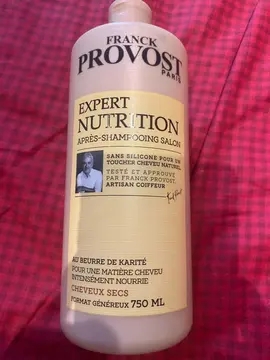 FRANCK
PROVOST
PARIS
EXPERT
NUTRITION
APRÈS-SHAMPOOING SALON
SANS SILICONE POUR UN
TOUCHER CHEVEU NATUREL
TESTÉ ET APPROUVÉ
PAR FRANCK PROVOST,
ARTISAN COIFFEUR
AU BEURRE DE KARITÉ
POUR UNE MATIÈRE CHEVEU
INTENSÉMENT NOURRIE
CHEVEUX SECS
FORMAT GÉNÉREUX 750 ML